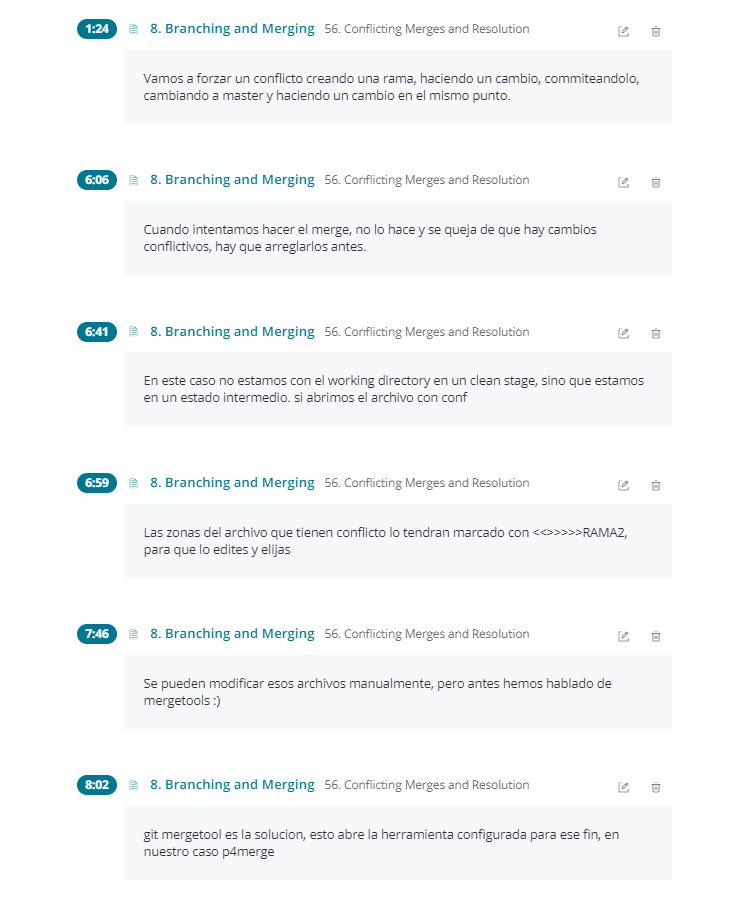 1:24 8. Branching and Merging 56. Conflicting Merges and Resolution
Vamos a forzar un conflicto creando una rama, haciendo un cambio, commiteandolo,
cambiando a master y haciendo un cambio en el mismo punto.
6:06 8. Branching and Merging 56. Conflicting Merges and Resolution
Cuando intentamos hacer el merge, no lo hace y se queja de que hay cambios
conflictivos, hay que arreglarlos antes.
6:41 8. Branching and Merging 56. Conflicting Merges and Resolution
En este caso no estamos con el working directory en un clean stage, sino que estamos
en un estado intermedio. si abrimos el archivo con conf
6:59 8. Branching and Merging 56. Conflicting Merges and Resolution
Las zonas del archivo que tienen conflicto lo tendran marcado con <<>>>>>RAMA2,
para que lo edites y elijas
7:46 8. Branching and Merging 56. Conflicting Merges and Resolution
Se pueden modificar esos archivos manualmente, pero antes hemos hablado de
mergetools :)
8:02 8. Branching and Merging 56. Conflicting Merges and Resolution
git mergetool es la solucion, esto abre la herramienta configurada para ese fin, en
nuestro caso p4merge